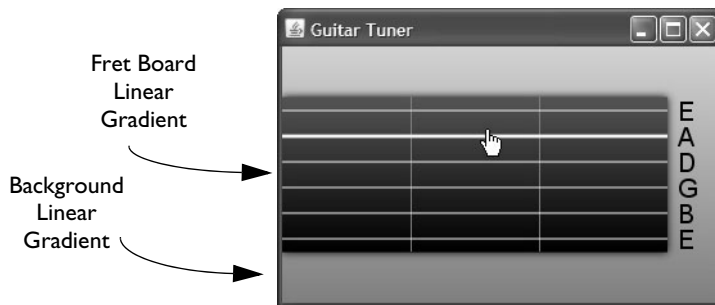 Guitar Tuner
Fret Board
Linear
Gradient
Background
Linear
Gradient
E
A
D
G
B
E